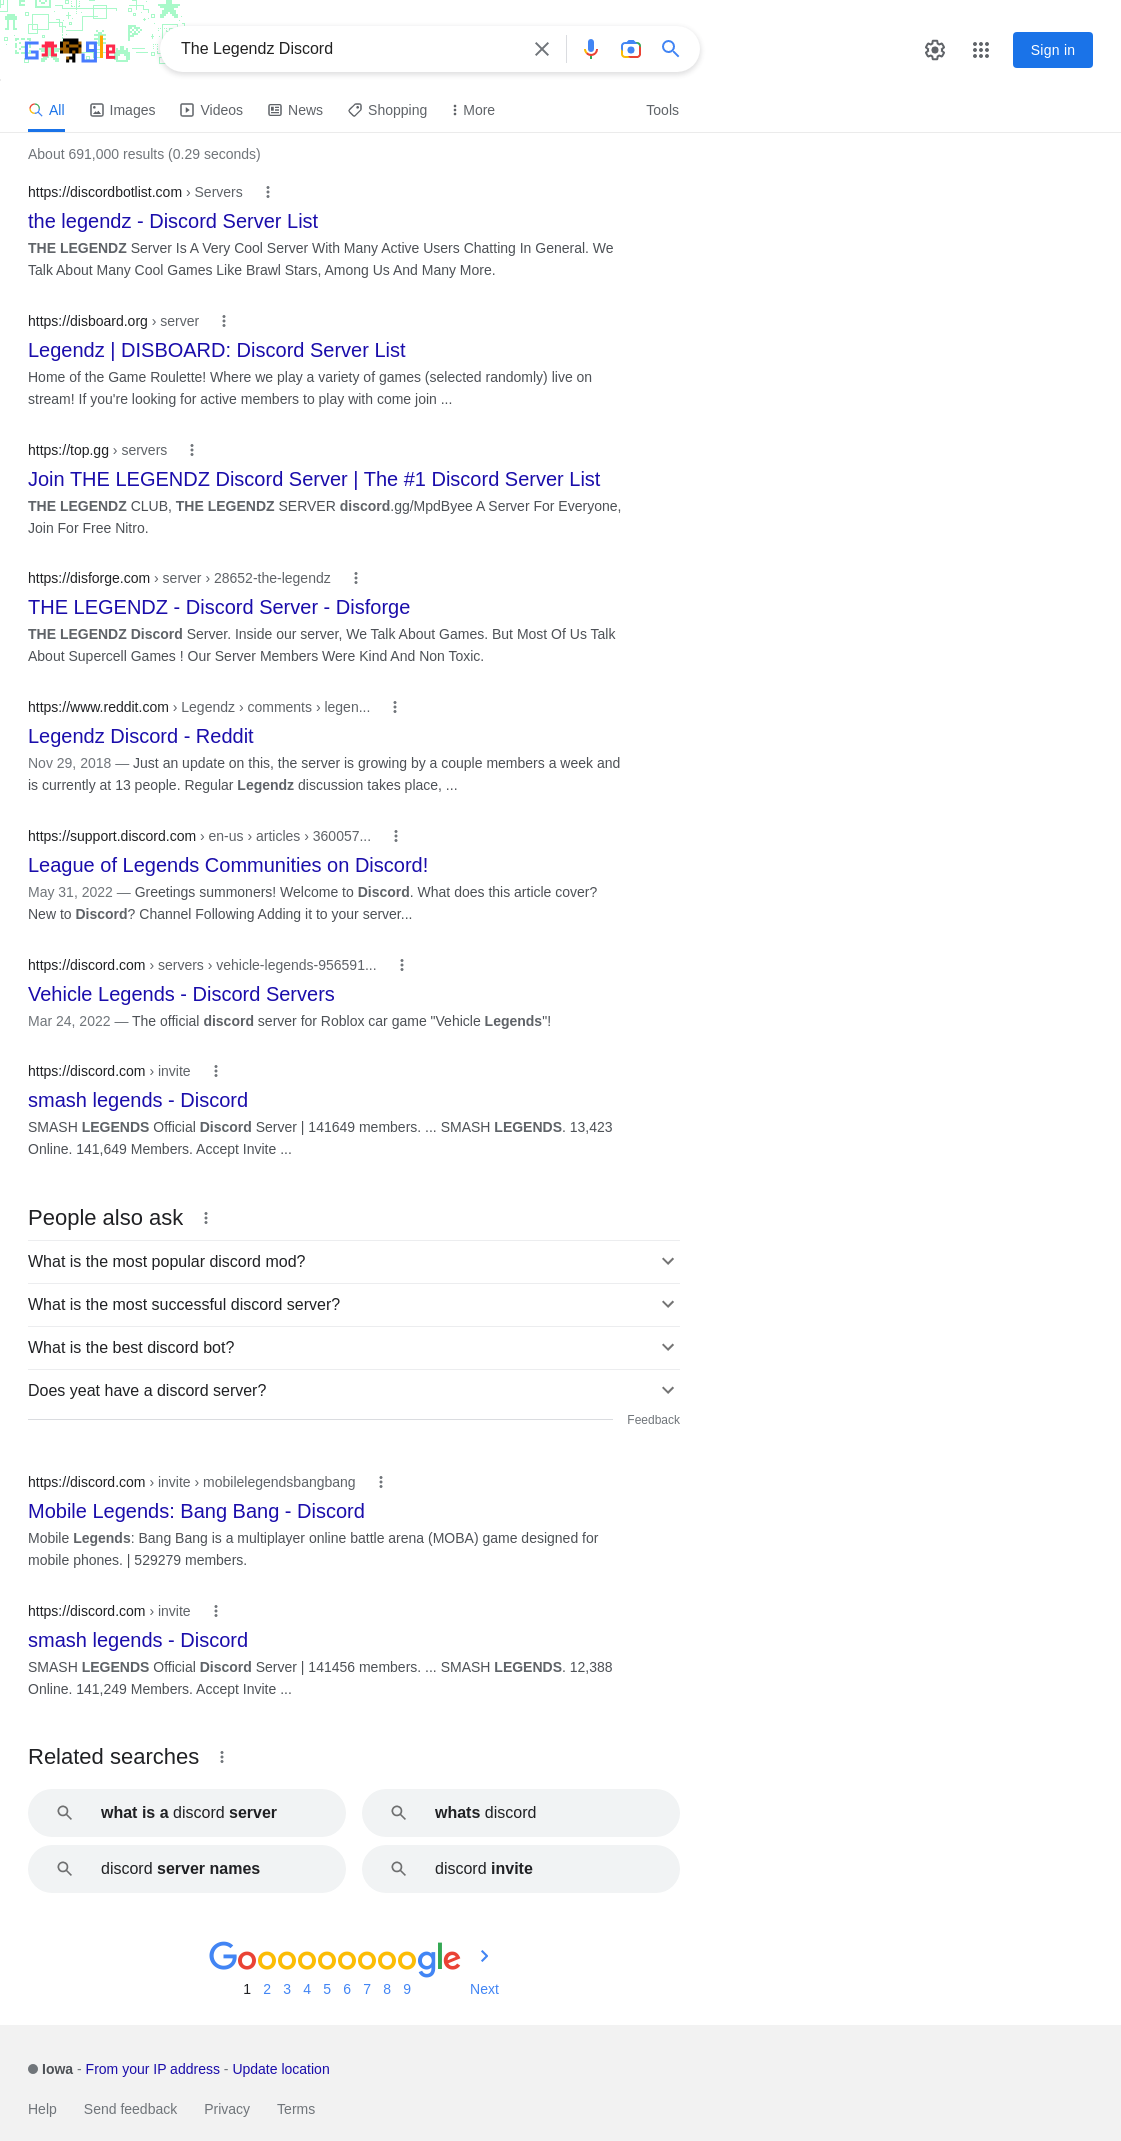 Google
The Legendz Discord
Sign in
All Images Videos News Shopping More Tools
About 691,000 results (0.29 seconds)
https://discordbotlist.com › Servers
the legendz - Discord Server List
THE LEGENDZ Server Is A Very Cool Server With Many Active Users Chatting In General. We
Talk About Many Cool Games Like Brawl Stars, Among Us And Many More.
https://disboard.org › server
Legendz | DISBOARD: Discord Server List
Home of the Game Roulette! Where we play a variety of games (selected randomly) live on
stream! If you're looking for active members to play with come join ...
https://top.gg › servers
Join THE LEGENDZ Discord Server | The #1 Discord Server List
THE LEGENDZ CLUB, THE LEGENDZ SERVER discord.gg/MpdByee A Server For Everyone,
Join For Free Nitro.
https://disforge.com › server › 28652-the-legendz
THE LEGENDZ - Discord Server - Disforge
THE LEGENDZ Discord Server. Inside our server, We Talk About Games. But Most Of Us Talk
About Supercell Games ! Our Server Members Were Kind And Non Toxic.
https://www.reddit.com › Legendz › comments › legen...
Legendz Discord - Reddit
Nov 29, 2018 — Just an update on this, the server is growing by a couple members a week and
is currently at 13 people. Regular Legendz discussion takes place, ...
https://support.discord.com › en-us › articles › 360057...
League of Legends Communities on Discord!
May 31, 2022 — Greetings summoners! Welcome to Discord. What does this article cover?
New to Discord? Channel Following Adding it to your server...
https://discord.com › servers › vehicle-legends-956591...
Vehicle Legends - Discord Servers
Mar 24, 2022 — The official discord server for Roblox car game "Vehicle Legends"!
https://discord.com › invite
smash legends - Discord
SMASH LEGENDS Official Discord Server | 141649 members. ... SMASH LEGENDS. 13,423
Online. 141,649 Members. Accept Invite ...
People also ask
What is the most popular discord mod?
What is the most successful discord server?
What is the best discord bot?
Does yeat have a discord server?
Feedback
https://discord.com › invite › mobilelegendsbangbang
Mobile Legends: Bang Bang - Discord
Mobile Legends: Bang Bang is a multiplayer online battle arena (MOBA) game designed for
mobile phones. | 529279 members.
https://discord.com › invite
smash legends - Discord
SMASH LEGENDS Official Discord Server | 141456 members. ... SMASH LEGENDS. 12,388
Online. 141,249 Members. Accept Invite ...
Related searches
what is a discord server whats discord
discord server names discord invite
Gooooooooogle
1 2 3 4 5 6 7 8 9 Next
Iowa - From your IP address - Update location
Help Send feedback Privacy Terms